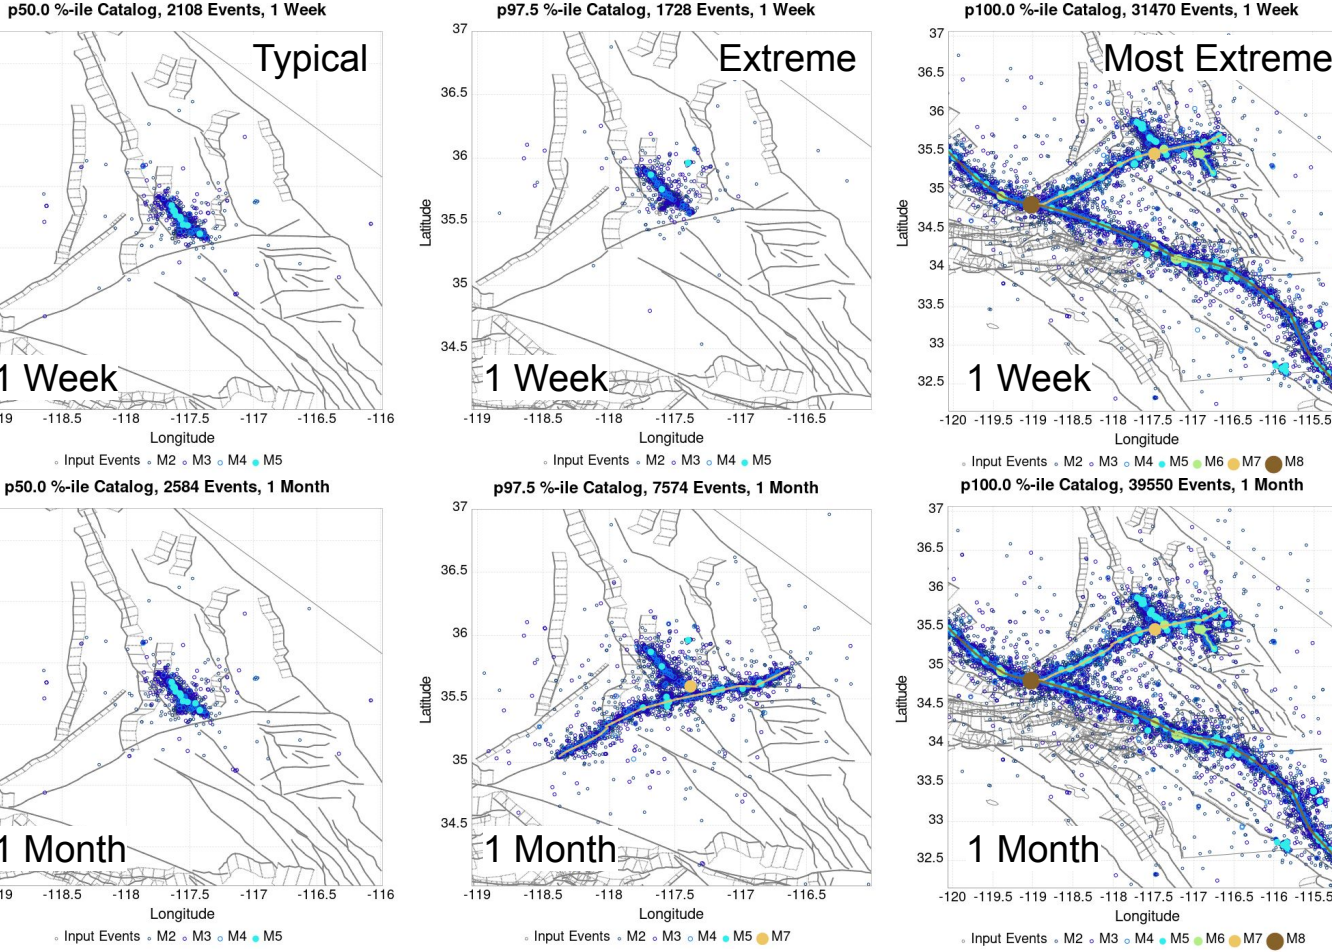 p50.0 %-ile Catalog, 2108 Events, 1 Week
Typical
1 Week
19 -118.5 -118 -117.5 -117 -116.5 -116
Longitude
Input Events M2 M3 M4 M5
p97.5 %-ile Catalog, 1728 Events, 1 Week
Extreme
37
36.5
36
35.5
35
34.5
Latitude
1 Week
-119 -118.5 -118 -117.5 -117 -116.5 -116
Longitude
Input Events M2 M3 M4 M5
p100.0 %-ile Catalog, 31470 Events, 1 Week
Most Extreme
37
36.5
36
35.5
35
34.5
34
33.5
33
32.5
Latitude
1 Week
-120 -119.5 -119 -118.5 -118 -117.5 -117 -116.5 -116 -115.5
Longitude
Input Events M2 M3 M4 M5 M6 M7 M8
p50.0 %-ile Catalog, 2584 Events, 1 Month
1 Month
19 -118.5 -118 -117.5 -117 -116.5 -116
Longitude
Input Events M2 M3 M4 M5
p97.5 %-ile Catalog, 7574 Events, 1 Month
37
36.5
36
35.5
35
34.5
Latitude
1 Month
-119 -118.5 -118 -117.5 -117 -116.5 -116
Longitude
Input Events M2 M3 M4 M5 M7
p100.0 %-ile Catalog, 39550 Events, 1 Month
37
36.5
36
35.5
35
34.5
34
33.5
33
32.5
Latitude
1 Month
-120 -119.5 -119 -118.5 -118 -117.5 -117 -116.5 -116 -115.5
Longitude
Input Events M2 M3 M4 M5 M6 M7 M8